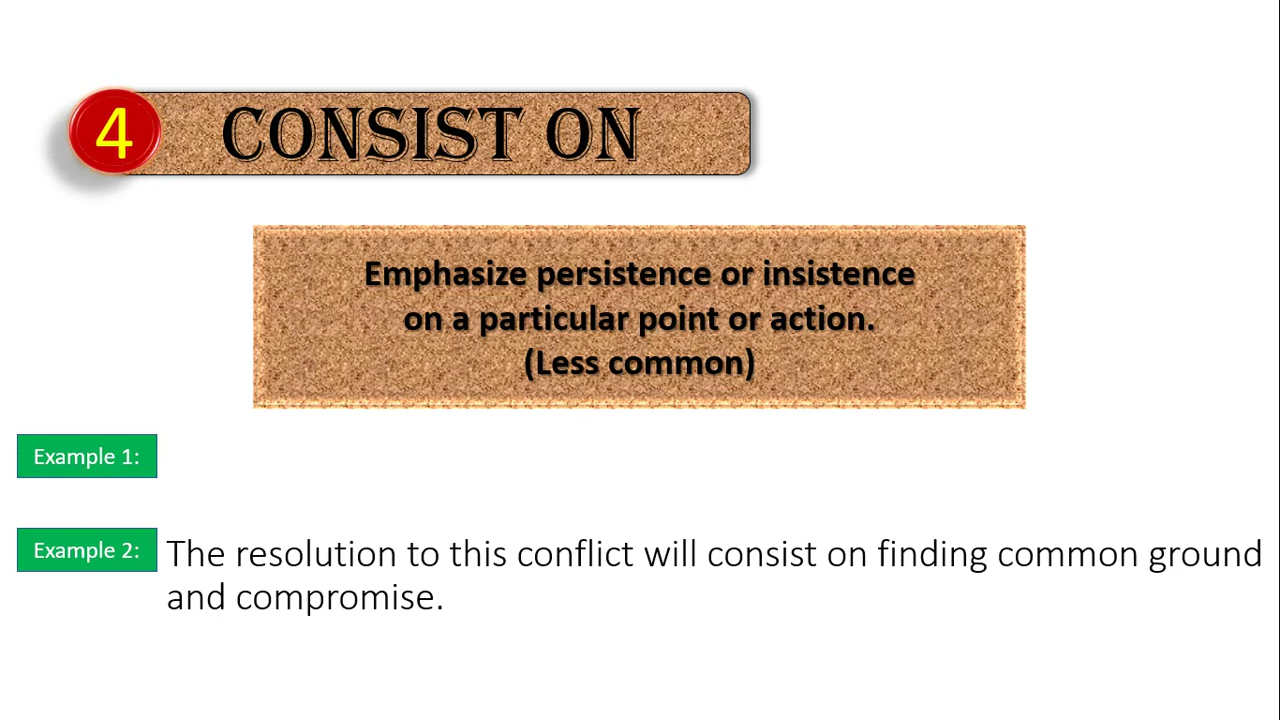 4 CONSIST ON
Emphasize persistence or insistence
on a particular point or action.
(Less common)
Example 1:
Example 2: The resolution to this conflict will consist on finding common ground
and compromise.